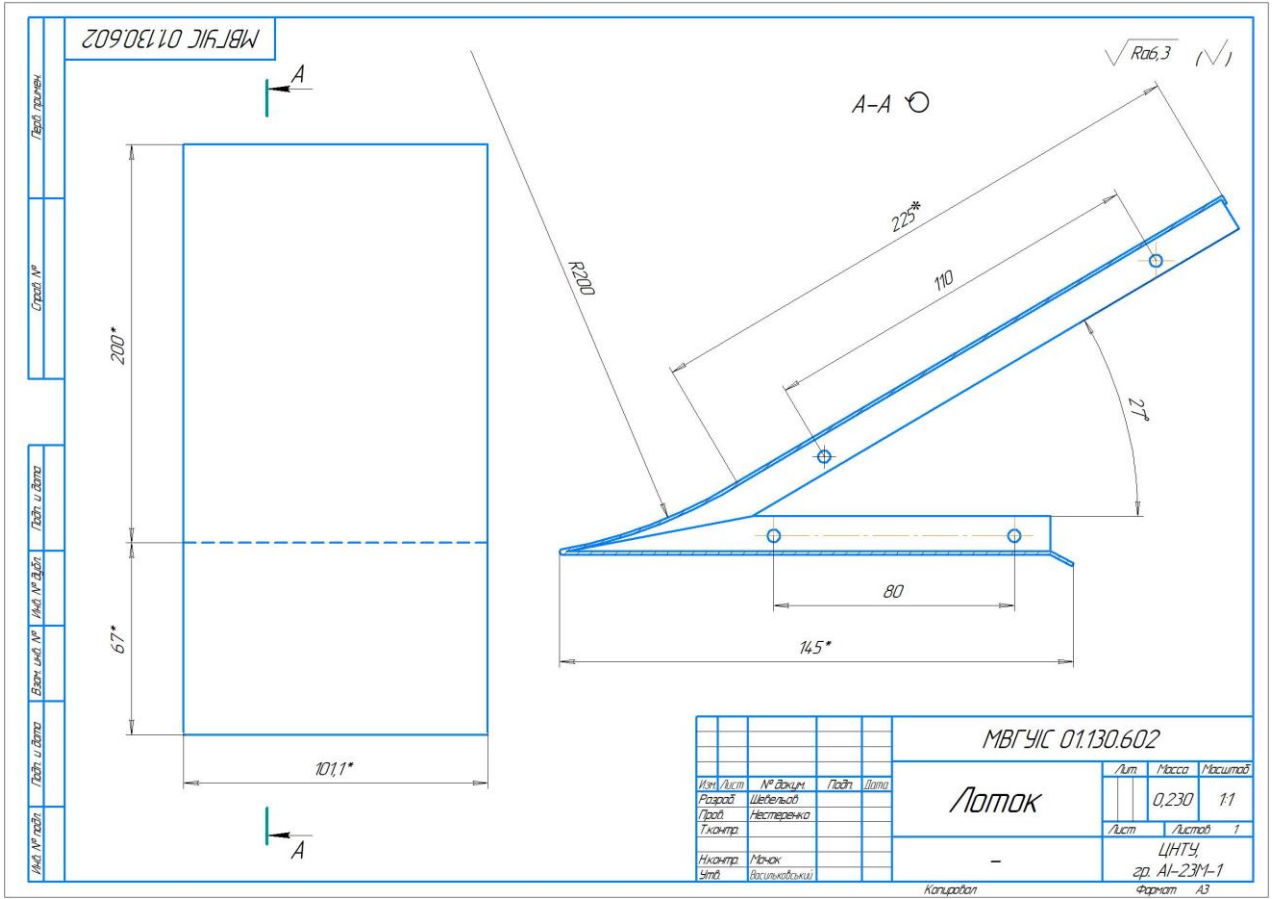 МВГУІС 01.130.602
Перв. примен.
Справ. №
Подп. и дата
Инв. № дубл.
Взам. инв. №
Подп. и дата
Инв. № подл.
А
А
200*
67*
101,1*
Ra6,3 (√)
А-А
R200
225*
110
27°
80
145*
МВГУІС 01.130.602
Изм. Лист № докум. Подп. Дата
Разраб. Шевельов
Пров. Нестеренко
Т.контр.
Н.контр. Мачок
Утв. Васильковський
Лоток
Лит. Масса Масштаб
0,230 1:1
Лист Листов 1
–
ЦНТУ,
гр. АІ-23М-1
Копировал Формат А3